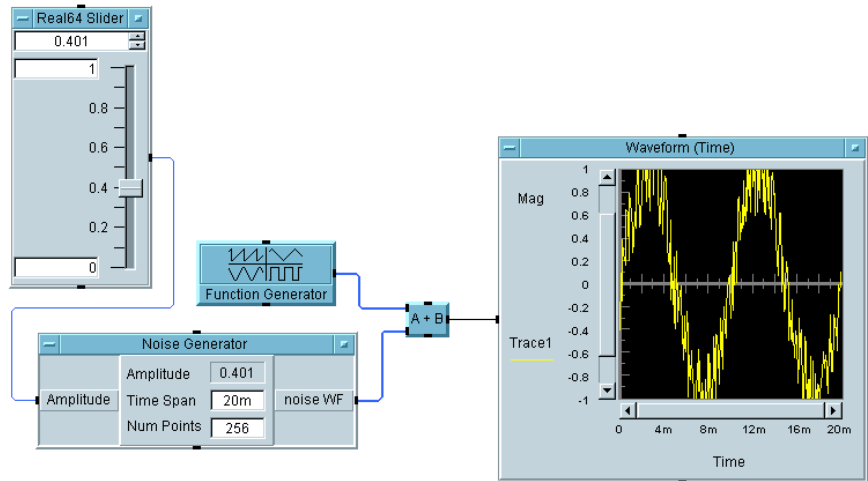 Real64 Slider
0.401
1
0.8
0.6
0.4
0.2
0
Function Generator
A + B
Noise Generator
Amplitude
Amplitude 0.401
Time Span 20m
Num Points 256
noise WF
Waveform (Time)
Mag
Trace1
1
0.8
0.6
0.4
0.2
0
-0.2
-0.4
-0.6
-0.8
-1
0 4m 8m 12m 16m 20m
Time